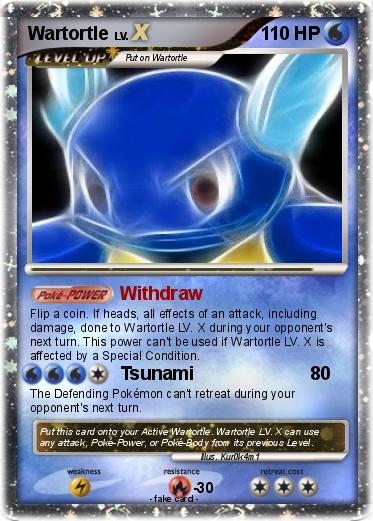 Wartortle LV. X 110 HP
LEVEL UP Put on Wartortle
Poké-POWER Withdraw
Flip a coin. If heads, all effects of an attack, including
damage, done to Wartortle LV. X during your opponent's
next turn. This power can't be used if Wartortle LV. X is
affected by a Special Condition.
Tsunami 80
The Defending Pokémon can't retreat during your
opponent's next turn.
Put this card onto your Active Wartortle. Wartortle LV. X can use
any attack, Poké-Power, or Poké-Body from its previous Level.
Illus. Kur0k4m1
weakness resistance retreat cost
-30
- fake card -